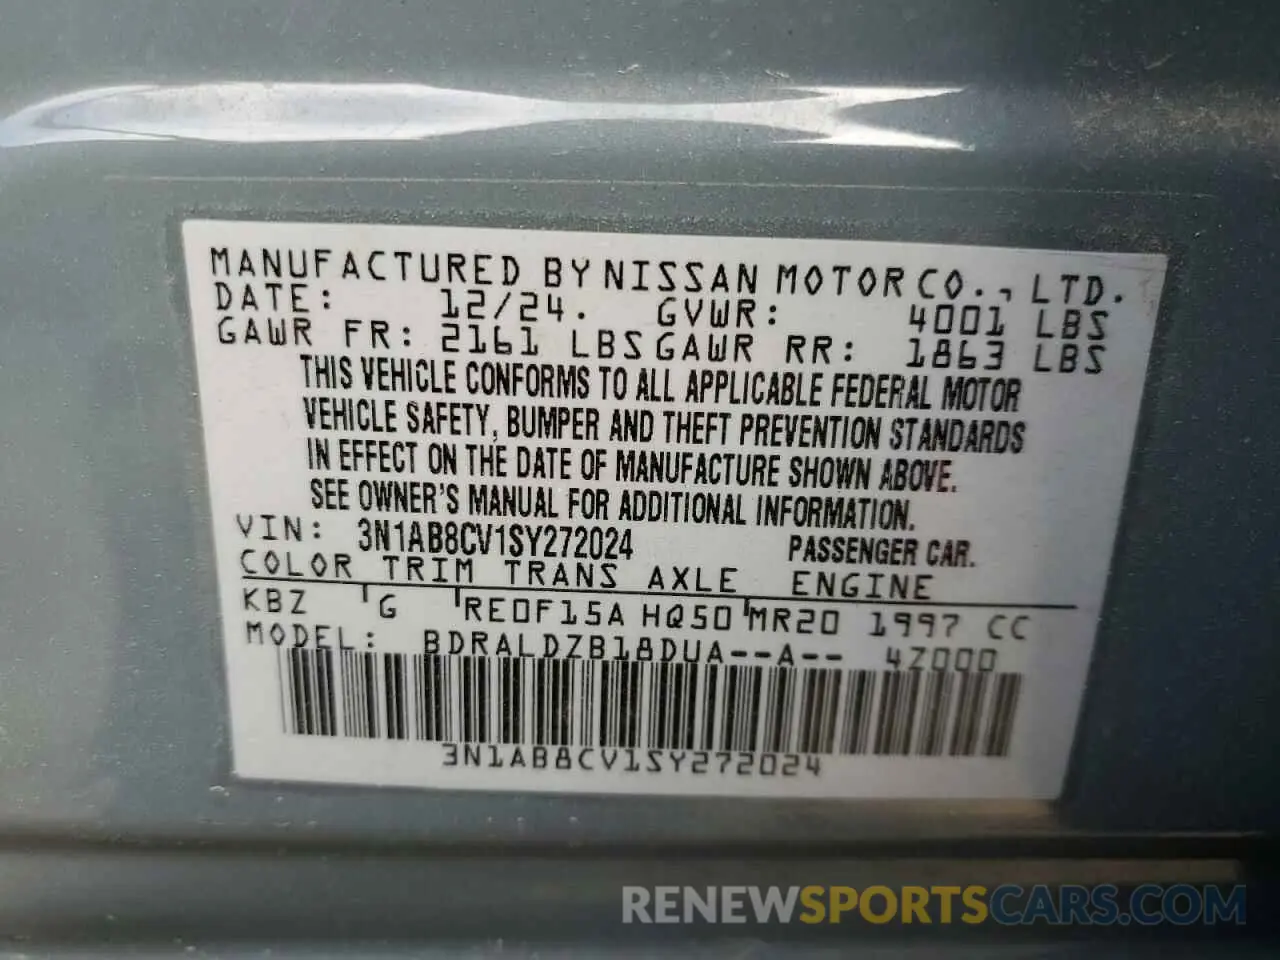 MANUFACTURED BY NISSAN MOTOR CO., LTD.
DATE: 12/24. GVWR: 4001 LBS
GAWR FR: 2161 LBS GAWR RR: 1863 LBS
THIS VEHICLE CONFORMS TO ALL APPLICABLE FEDERAL MOTOR
VEHICLE SAFETY, BUMPER AND THEFT PREVENTION STANDARDS
IN EFFECT ON THE DATE OF MANUFACTURE SHOWN ABOVE.
SEE OWNER'S MANUAL FOR ADDITIONAL INFORMATION.
VIN: 3N1AB8CV1SY272024 PASSENGER CAR.
COLOR TRIM TRANS AXLE ENGINE
KBZ G RE0F15A HQ50 MR20 1997 CC
MODEL: BDRALDZB18DUA--A-- 4Z000
3N1AB8CV1SY272024
RENEWSPORTSCARS.COM